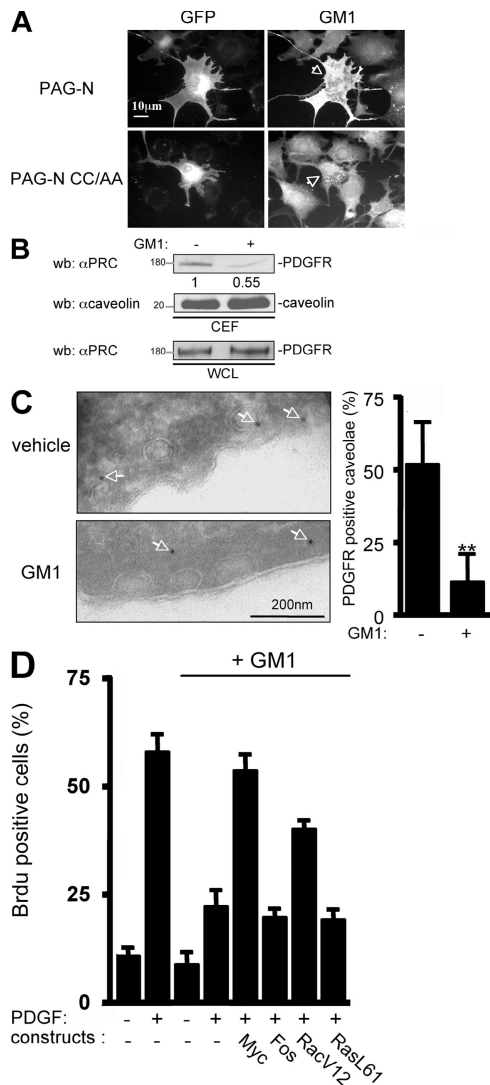 A
GFP GM1
PAG-N
10µm
PAG-N CC/AA
B
GM1: - +
wb: αPRC 180 -PDGFR
1 0.55
wb: αcaveolin 20 -caveolin
CEF
wb: αPRC 180 -PDGFR
WCL
C
vehicle
GM1
200nm
PDGFR positive caveolae (%)
75
50
25
0
**
GM1: - +
D
+ GM1
Brdu positive cells (%)
75
50
25
0
PDGF: - + - + + + + +
constructs : - - - - Myc Fos RacV12 RasL61